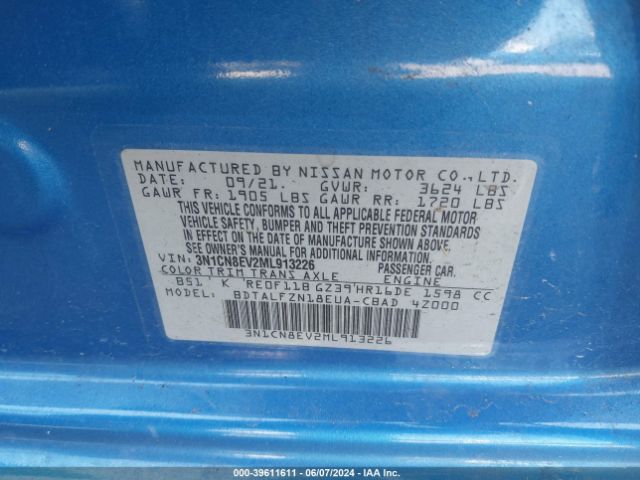 MANUFACTURED BY NISSAN MOTOR CO.,LTD.
DATE: 09/21. GVWR: 3624 LBS
GAWR FR: 1905 LBS GAWR RR: 1720 LBS
THIS VEHICLE CONFORMS TO ALL APPLICABLE FEDERAL MOTOR
VEHICLE SAFETY, BUMPER AND THEFT PREVENTION STANDARDS
IN EFFECT ON THE DATE OF MANUFACTURE SHOWN ABOVE.
SEE OWNER'S MANUAL FOR ADDITIONAL INFORMATION
VIN: 3N1CN8EV2ML913226 PASSENGER CAR.
COLOR TRIM TRANS AXLE
B51' K 'RE0F11B GZ39'HR16DE 1598 CC
MODEL: BDTALFZN18EUA-CBAD 4Z000
3N1CN8EV2ML913226
000-39611611 - 06/07/2024 - IAA Inc.